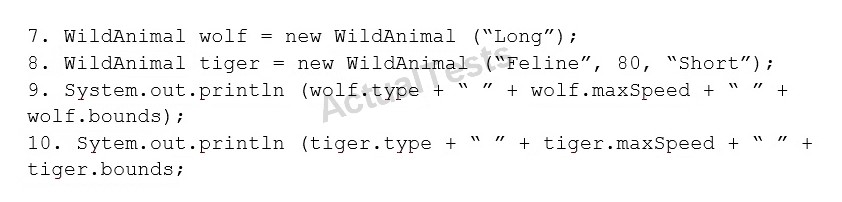 7. WildAnimal wolf = new WildAnimal (“Long”);
8. WildAnimal tiger = new WildAnimal (“Feline”, 80, “Short”);
9. System.out.println (wolf.type + “ ” + wolf.maxSpeed + “ ” +
wolf.bounds);
10. Sytem.out.println (tiger.type + “ ” + tiger.maxSpeed + “ ” +
tiger.bounds;
ActualTests